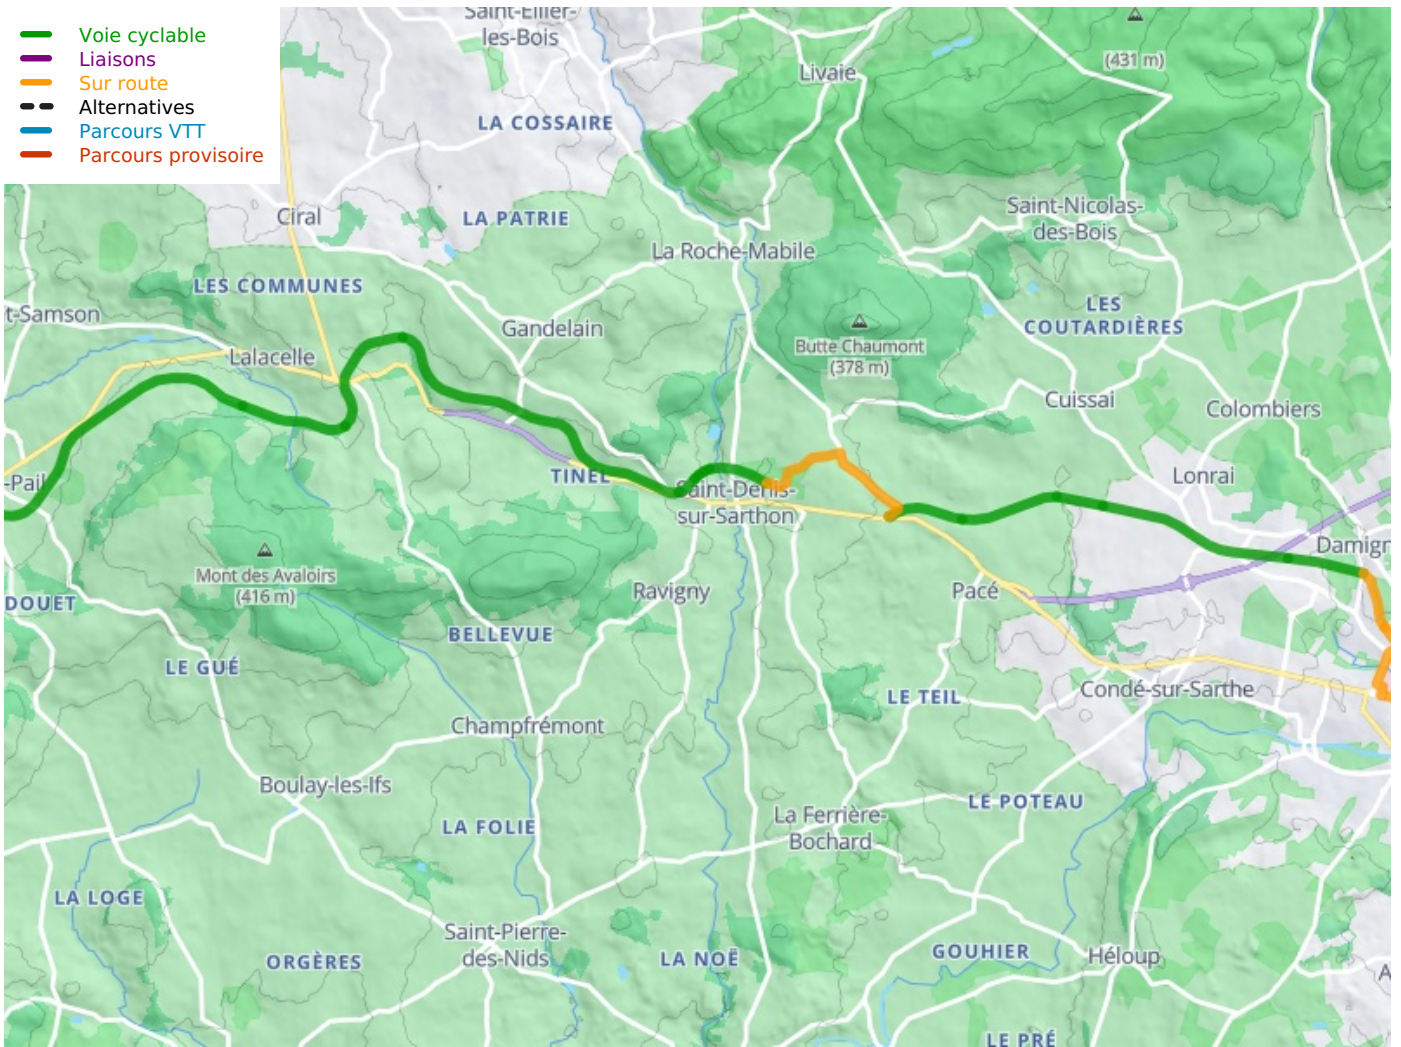 Voie cyclable
Liaisons
Sur route
Alternatives
Parcours VTT
Parcours provisoire
Saint-Ellier-
les-Bois
Livaie
(431 m)
LA COSSAIRE
Ciral
LA PATRIE
Saint-Nicolas-
des-Bois
La Roche-Mabile
LES COMMUNES
t-Samson
Gandelain
LES
COUTARDIÈRES
Lalacelle
Butte Chaumont
(378 m)
Cuissai
Colombiers
-Pail
TINEL
Saint-Denis-
sur-Sarthon
Lonrai
Damign
Mont des Avaloirs
(416 m)
DOUET
Ravigny
Pacé
BELLEVUE
LE GUÉ
LE TEIL
Condé-sur-Sarthe
Champfrémont
Boulay-les-Ifs
LA FOLIE
La Ferrière-
Bochard
LE POTEAU
LA LOGE
Saint-Pierre-
des-Nids
ORGÈRES
LA NOË
GOUHIER
Héloup
A
LE PRÉ